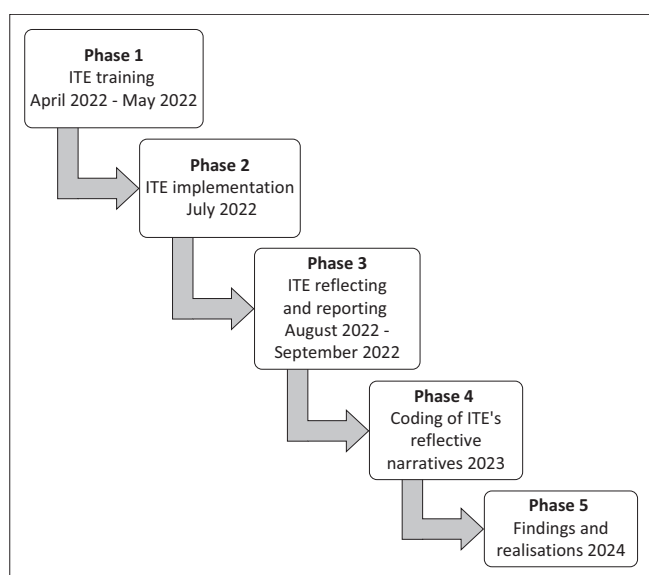 Phase 1
ITE training
April 2022 - May 2022
Phase 2
ITE implementation
July 2022
Phase 3
ITE reflecting
and reporting
August 2022 -
September 2022
Phase 4
Coding of ITE's
reflective
narratives 2023
Phase 5
Findings and
realisations 2024